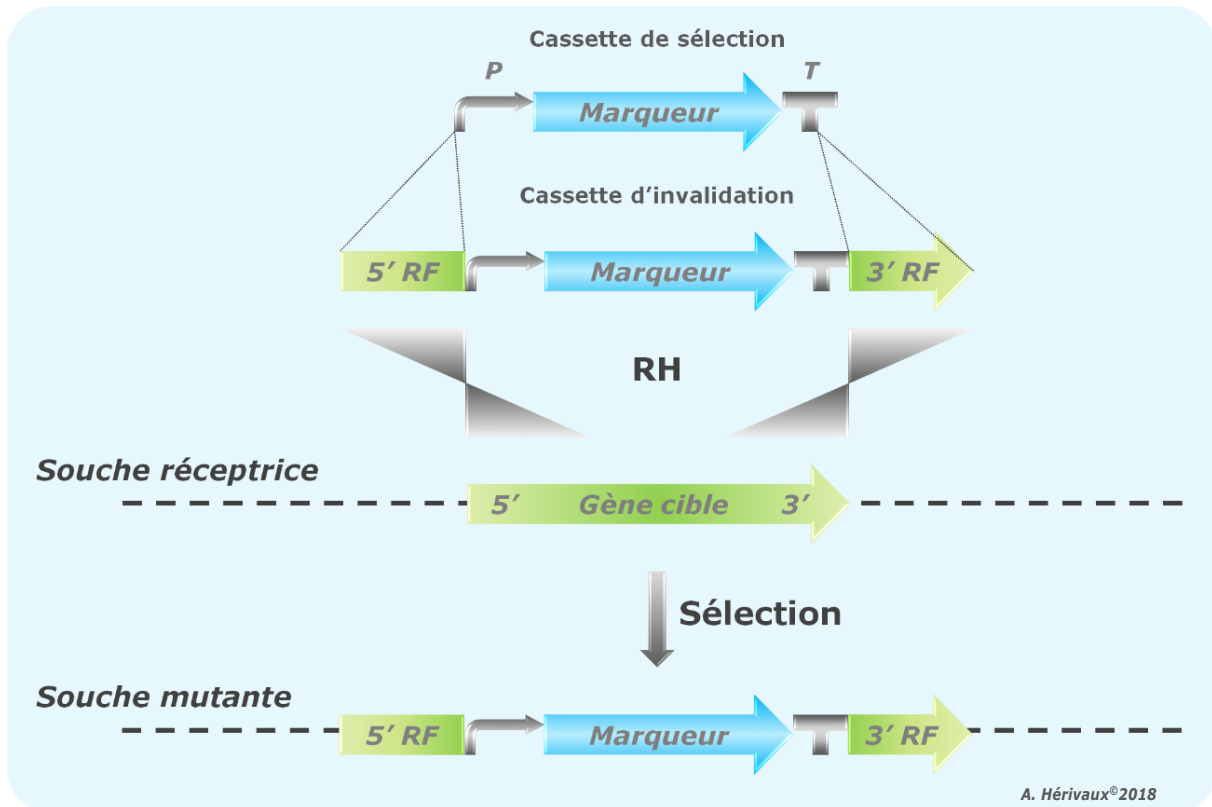 Cassette de sélection
P
T
Marqueur
Cassette d’invalidation
5’ RF
Marqueur
3’ RF
RH
Souche réceptrice
5’ Gène cible 3’
Sélection
Souche mutante
5’ RF
Marqueur
3’ RF
A. Hérivaux©2018